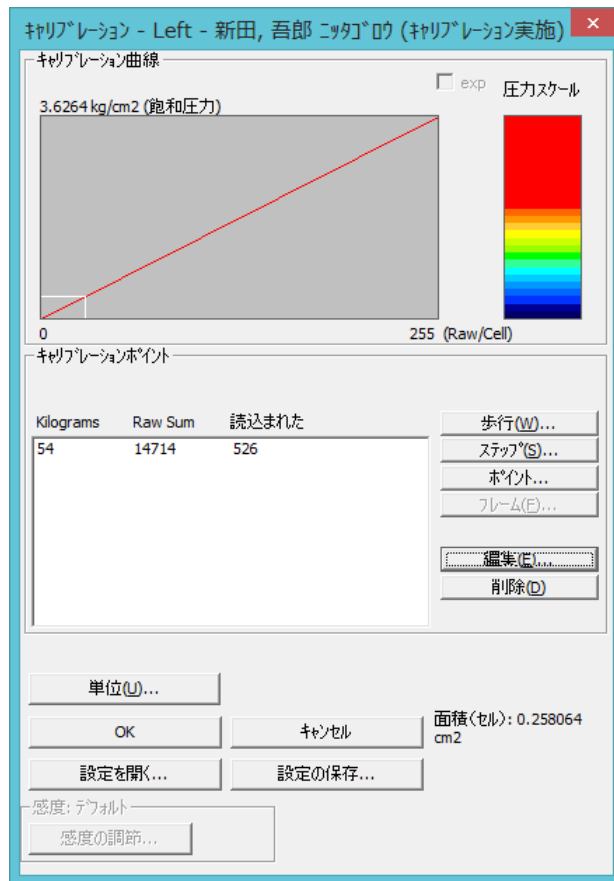 ｷｬﾘﾌﾞﾚｰｼｮﾝ - Left - 新田, 吾郎 ﾆｯﾀｺﾞﾛｳ (ｷｬﾘﾌﾞﾚｰｼｮﾝ実施)
ｷｬﾘﾌﾞﾚｰｼｮﾝ曲線
exp
圧力ｽｹｰﾙ
3.6264 kg/cm2 (飽和圧力)
0
255 (Raw/Cell)
ｷｬﾘﾌﾞﾚｰｼｮﾝﾎﾟｲﾝﾄ
Kilograms Raw Sum 読込まれた
54 14714 526
歩行(W)...
ｽﾃｯﾌﾟ(S)...
ﾎﾟｲﾝﾄ...
ﾌﾚｰﾑ(F)...
編集(E)...
削除(D)
単位(U)...
OK
ｷｬﾝｾﾙ
面積(ｾﾙ): 0.258064
cm2
設定を開く...
設定の保存...
感度: ﾃﾞﾌｫﾙﾄ
感度の調節...